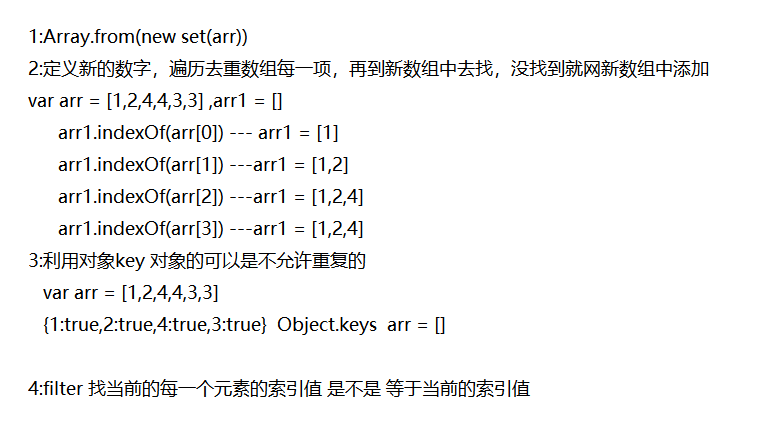 1:Array.from(new set(arr))
2:定义新的数字，遍历去重数组每一项，再到新数组中去找，没找到就网新数组中添加
var arr = [1,2,4,4,3,3] ,arr1 = []
arr1.indexOf(arr[0]) --- arr1 = [1]
arr1.indexOf(arr[1]) ---arr1 = [1,2]
arr1.indexOf(arr[2]) ---arr1 = [1,2,4]
arr1.indexOf(arr[3]) ---arr1 = [1,2,4]
3:利用对象key 对象的可以是不允许重复的
var arr = [1,2,4,4,3,3]
{1:true,2:true,4:true,3:true}  Object.keys  arr = []
4:filter 找当前的每一个元素的索引值 是不是 等于当前的索引值